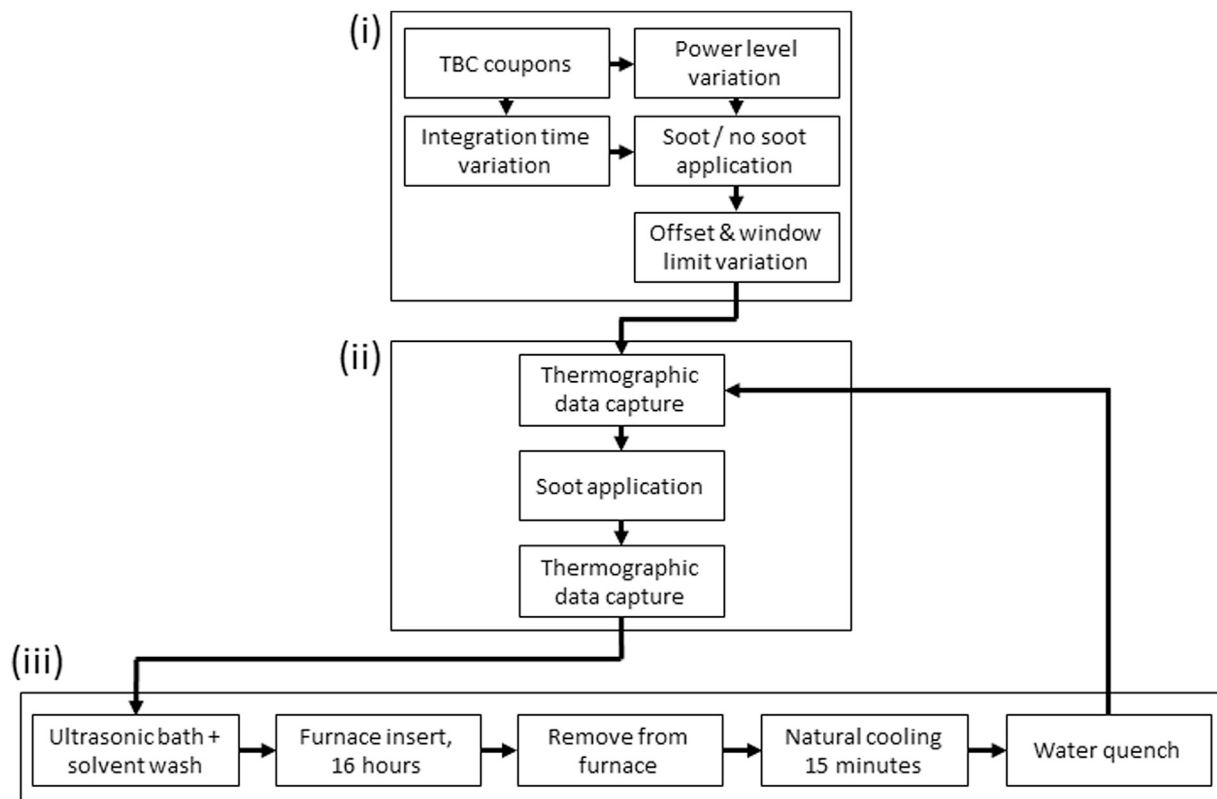 (i)
TBC coupons
Power level
variation
Integration time
variation
Soot / no soot
application
Offset & window
limit variation
(ii)
Thermographic
data capture
Soot application
Thermographic
data capture
(iii)
Ultrasonic bath +
solvent wash
Furnace insert,
16 hours
Remove from
furnace
Natural cooling
15 minutes
Water quench